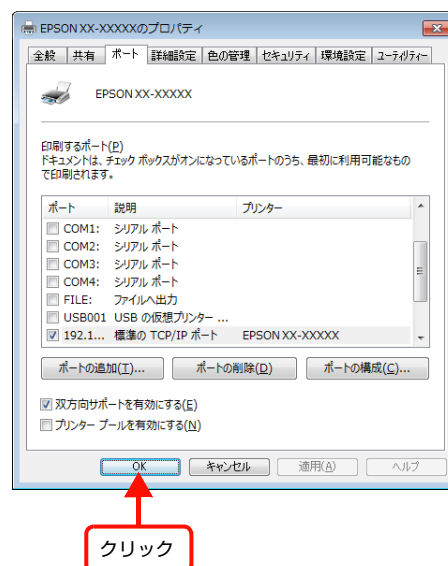 EPSON XX-XXXXXのプロパティ
全般 共有 ポート 詳細設定 色の管理 セキュリティ 環境設定 ユーティリティー
EPSON XX-XXXXX
印刷するポート(P)
ドキュメントは、チェック ボックスがオンになっているポートのうち、最初に利用可能なもの
で印刷されます。
ポート 説明 プリンター
COM1: シリアル ポート
COM2: シリアル ポート
COM3: シリアル ポート
COM4: シリアル ポート
FILE: ファイルへ出力
USB001 USB の仮想プリンター ...
192.1... 標準の TCP/IP ポート EPSON XX-XXXXX
ポートの追加(T)... ポートの削除(D) ポートの構成(C)...
双方向サポートを有効にする(E)
プリンター プールを有効にする(N)
OK キャンセル 適用(A) ヘルプ
クリック